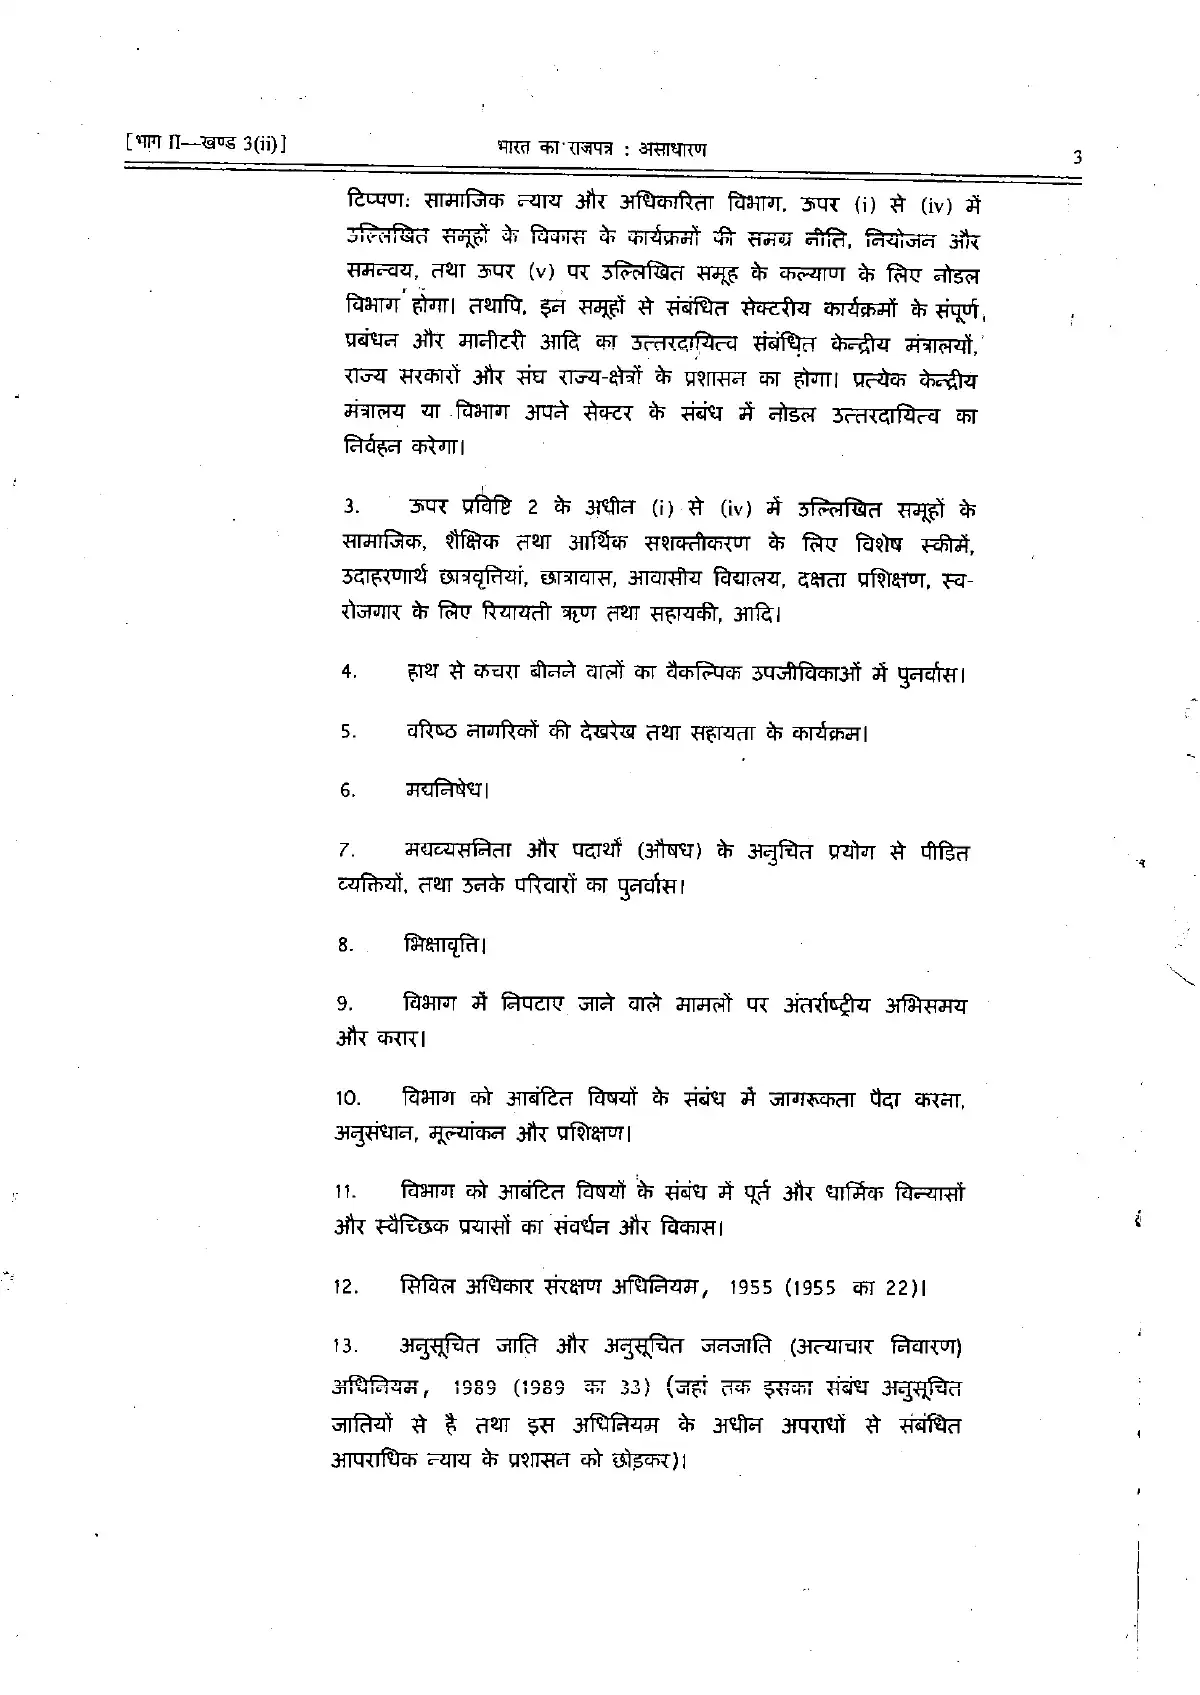 [भाग II—खण्ड 3(ii)]
भारत का राजपत्र : असाधारण
3
टिप्पण: सामाजिक न्याय और अधिकारिता विभाग, ऊपर (i) से (iv) में
उल्लिखित समूहों के विकास के कार्यक्रमों की समग्र नीति, नियोजन और
समन्वय, तथा ऊपर (v) पर उल्लिखित समूह के कल्याण के लिए नोडल
विभाग होगा। तथापि, इन समूहों से संबंधित सेक्टरीय कार्यक्रमों के संपूर्ण,
प्रबंधन और मानीटरी आदि का उत्तरदायित्व संबंधित केन्द्रीय मंत्रालयों,
राज्य सरकारों और संघ राज्य-क्षेत्रों के प्रशासन का होगा। प्रत्येक केन्द्रीय
मंत्रालय या विभाग अपने सेक्टर के संबंध में नोडल उत्तरदायित्व का
निर्वहन करेगा।
3. ऊपर प्रविष्टि 2 के अधीन (i) से (iv) में उल्लिखित समूहों के
सामाजिक, शैक्षिक तथा आर्थिक सशक्तीकरण के लिए विशेष स्कीमें,
उदाहरणार्थ छात्रवृत्तियां, छात्रावास, आवासीय विद्यालय, दक्षता प्रशिक्षण, स्व-
रोजगार के लिए रियायती ऋण तथा सहायकी, आदि।
4. हाथ से कचरा बीनने वालों का वैकल्पिक उपजीविकाओं में पुनर्वास।
5. वरिष्ठ नागरिकों की देखरेख तथा सहायता के कार्यक्रम।
6. मद्यनिषेध।
7. मद्यव्यसनिता और पदार्थों (औषध) के अनुचित प्रयोग से पीडित
व्यक्तियों, तथा उनके परिवारों का पुनर्वास।
8. भिक्षावृति।
9. विभाग में निपटाए जाने वाले मामलों पर अंतर्राष्ट्रीय अभिसमय
और करार।
10. विभाग को आबंटित विषयों के संबंध में जागरूकता पैदा करना,
अनुसंधान, मूल्यांकन और प्रशिक्षण।
11. विभाग को आबंटित विषयों के संबंध में पूर्त और धार्मिक विन्यासों
और स्वैच्छिक प्रयासों का संवर्धन और विकास।
12. सिविल अधिकार संरक्षण अधिनियम, 1955 (1955 का 22)।
13. अनुसूचित जाति और अनुसूचित जनजाति (अत्याचार निवारण)
अधिनियम, 1989 (1989 का 33) (जहां तक इसका संबंध अनुसूचित
जातियों से है तथा इस अधिनियम के अधीन अपराधों से संबंधित
आपराधिक न्याय के प्रशासन को छोड़कर)।